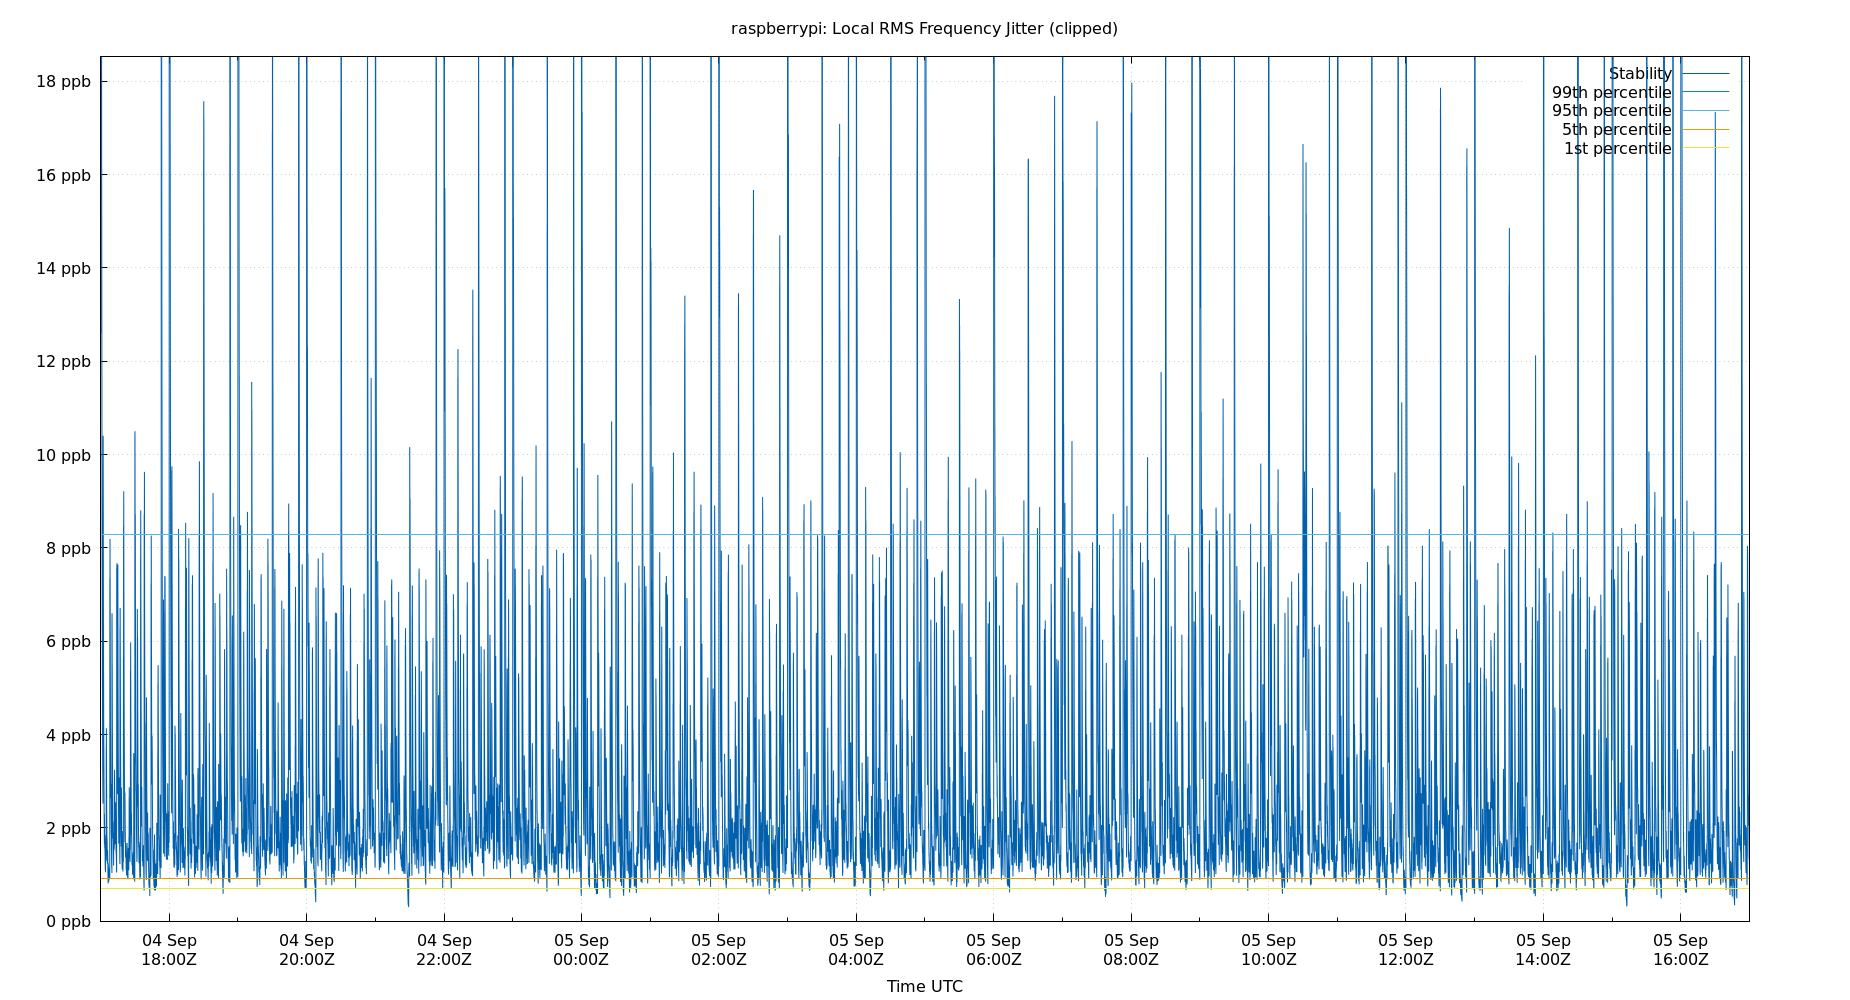 raspberrypi: Local RMS Frequency Jitter (clipped)
Stability
99th percentile
95th percentile
5th percentile
1st percentile
18 ppb
16 ppb
14 ppb
12 ppb
10 ppb
8 ppb
6 ppb
4 ppb
2 ppb
0 ppb
04 Sep 04 Sep 04 Sep 05 Sep 05 Sep 05 Sep 05 Sep 05 Sep 05 Sep 05 Sep 05 Sep 05 Sep
18:00Z 20:00Z 22:00Z 00:00Z 02:00Z 04:00Z 06:00Z 08:00Z 10:00Z 12:00Z 14:00Z 16:00Z
Time UTC